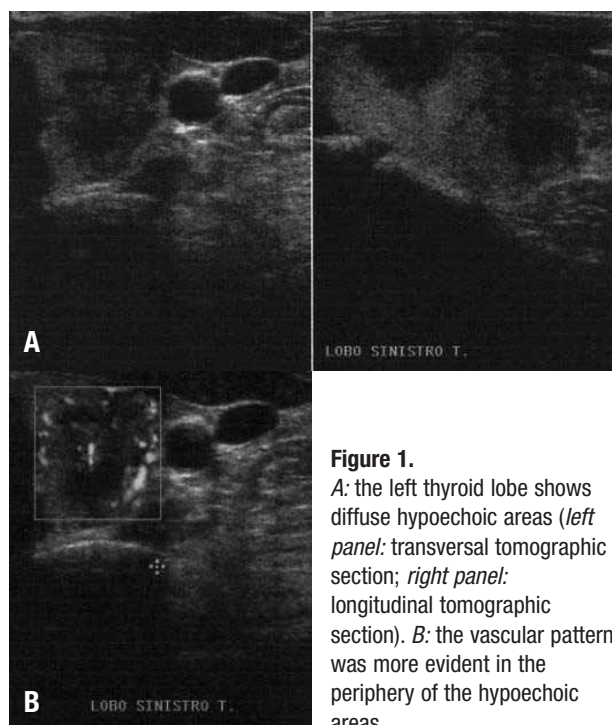 A
LOBO SINISTRO T.
B
LOBO SINISTRO T.
Figure 1.
A: the left thyroid lobe shows
diffuse hypoechoic areas (left
panel: transversal tomographic
section; right panel:
longitudinal tomographic
section). B: the vascular pattern
was more evident in the
periphery of the hypoechoic
areas